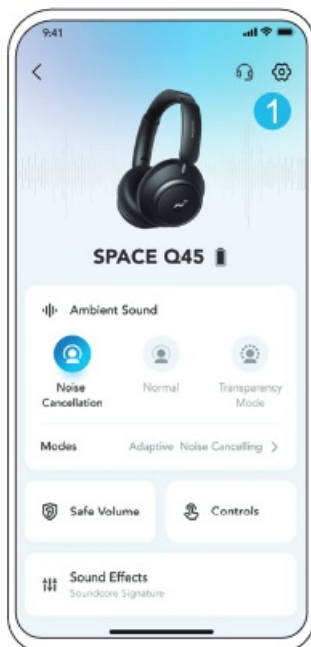 9:41
1
SPACE Q45
Ambient Sound
Noise Cancellation
Normal
Transparency Mode
Modes Adaptive Noise Cancelling >
Safe Volume
Controls
Sound Effects
Soundcore Signature